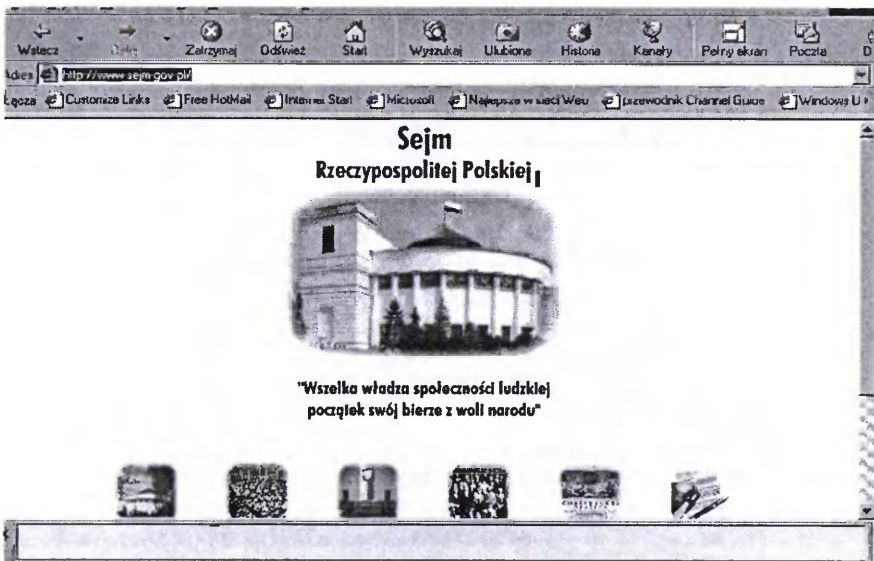 Wstecz Dalej Zatrzymaj Odśwież Start Wyszukaj Ulubione Historia Kanały Pełny ekran Poczta D
Adres http://www.sejm.gov.pl/
Łącza Customize Links Free HotMail Internet Start Microsoft Najlepsze w sieci Web przewodnik Channel Guide Windows U
Sejm
Rzeczypospolitej Polskiej
"Wszelka władza społeczności ludzkiej
początek swój bierze z woli narodu"